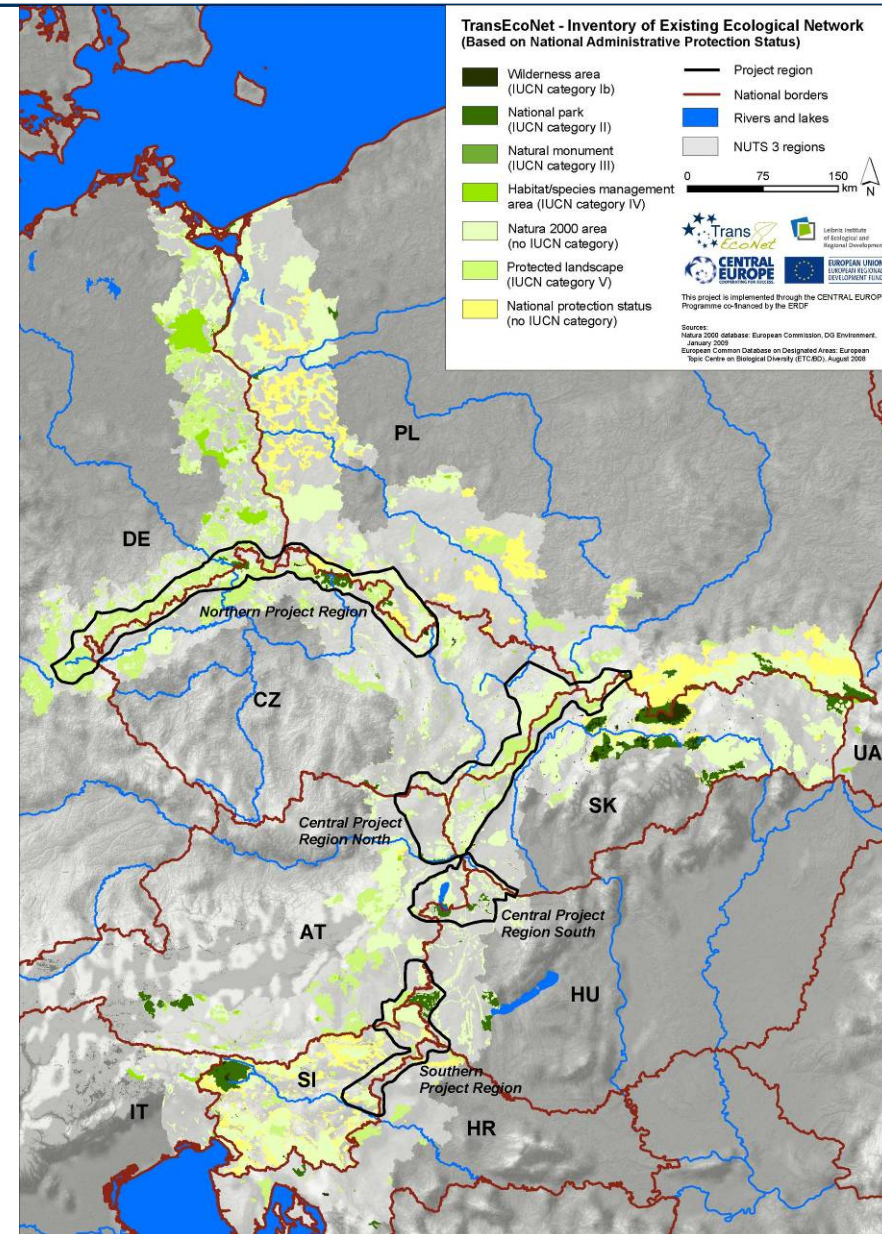 TransEcoNet - Inventory of Existing Ecological Network
(Based on National Administrative Protection Status)
Wilderness area
(IUCN category Ib)
National park
(IUCN category II)
Natural monument
(IUCN category III)
Habitat/species management
area (IUCN category IV)
Natura 2000 area
(no IUCN category)
Protected landscape
(IUCN category V)
National protection status
(no IUCN category)
Project region
National borders
Rivers and lakes
NUTS 3 regions
0 75 150
km
N
Trans
EcoNet
Leibniz Institute
of Ecological and
Regional Development
CENTRAL
EUROPE
COOPERATING FOR SUCCESS.
EUROPEAN UNION
EUROPEAN REGIONAL
DEVELOPMENT FUND
This project is implemented through the CENTRAL EUROPE
Programme co-financed by the ERDF
Sources:
Natura 2000 database: European Commission, DG Environment,
January 2009
European Common Database on Designated Areas: European
Topic Centre on Biological Diversity (ETC/BD), August 2008
PL
DE
Northern Project Region
CZ
UA
SK
Central Project
Region North
Central Project
Region South
AT
HU
SI
Southern
Project Region
IT
HR